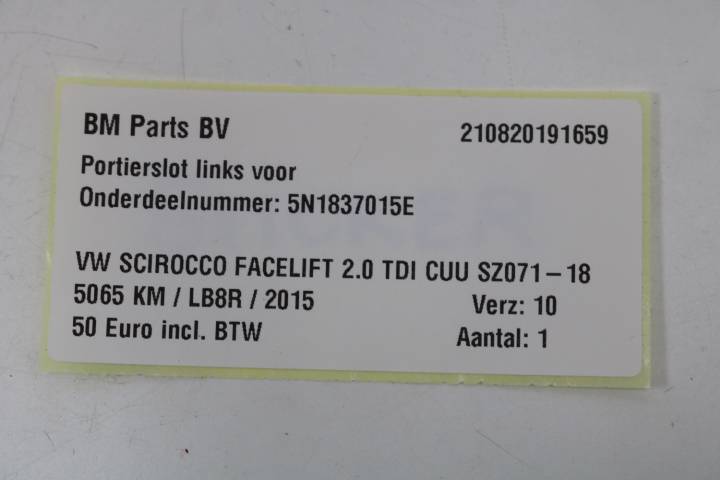 BM Parts BV 210820191659
Portierslot links voor
Onderdeelnummer: 5N1837015E
VW SCIROCCO FACELIFT 2.0 TDI CUU SZ071-18
5065 KM / LB8R / 2015 Verz: 10
50 Euro incl. BTW Aantal: 1